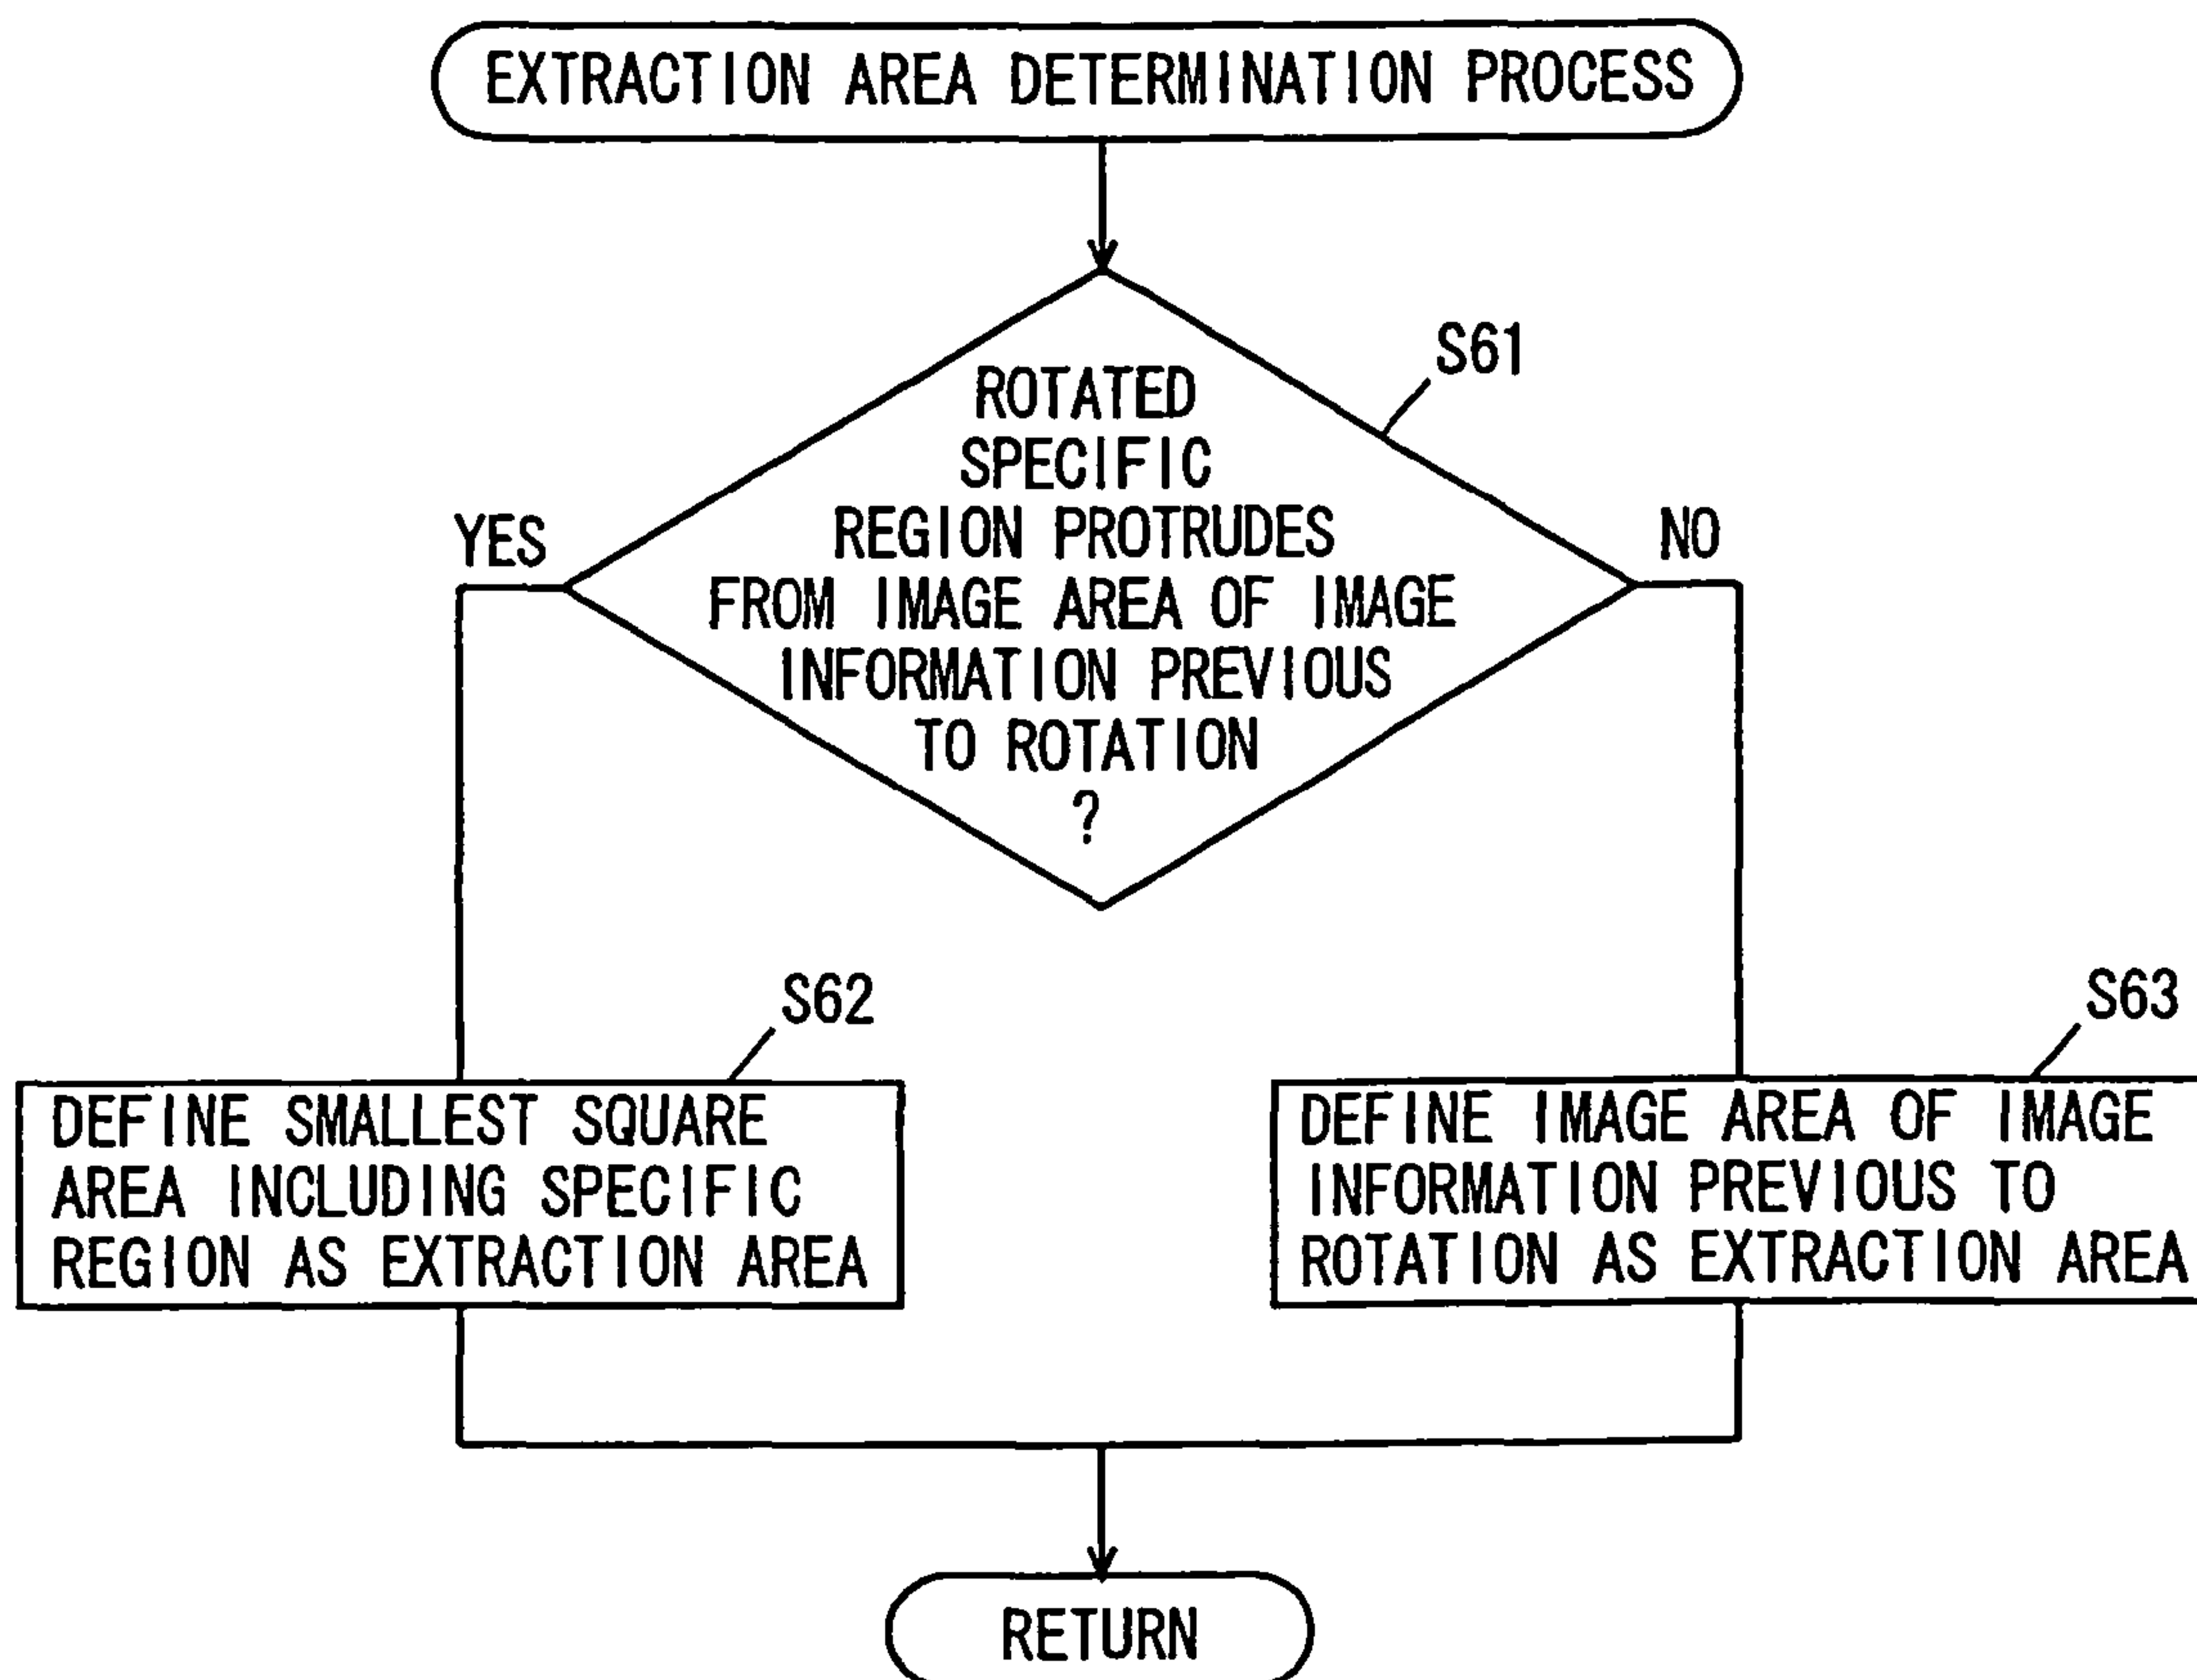 EXTRACTION AREA DETERMINATION PROCESS
S61
ROTATED
SPECIFIC
REGION PROTRUDES
FROM IMAGE AREA OF IMAGE
INFORMATION PREVIOUS
TO ROTATION
?
YES
NO
S62
DEFINE SMALLEST SQUARE
AREA INCLUDING SPECIFIC
REGION AS EXTRACTION AREA
S63
DEFINE IMAGE AREA OF IMAGE
INFORMATION PREVIOUS TO
ROTATION AS EXTRACTION AREA
RETURN